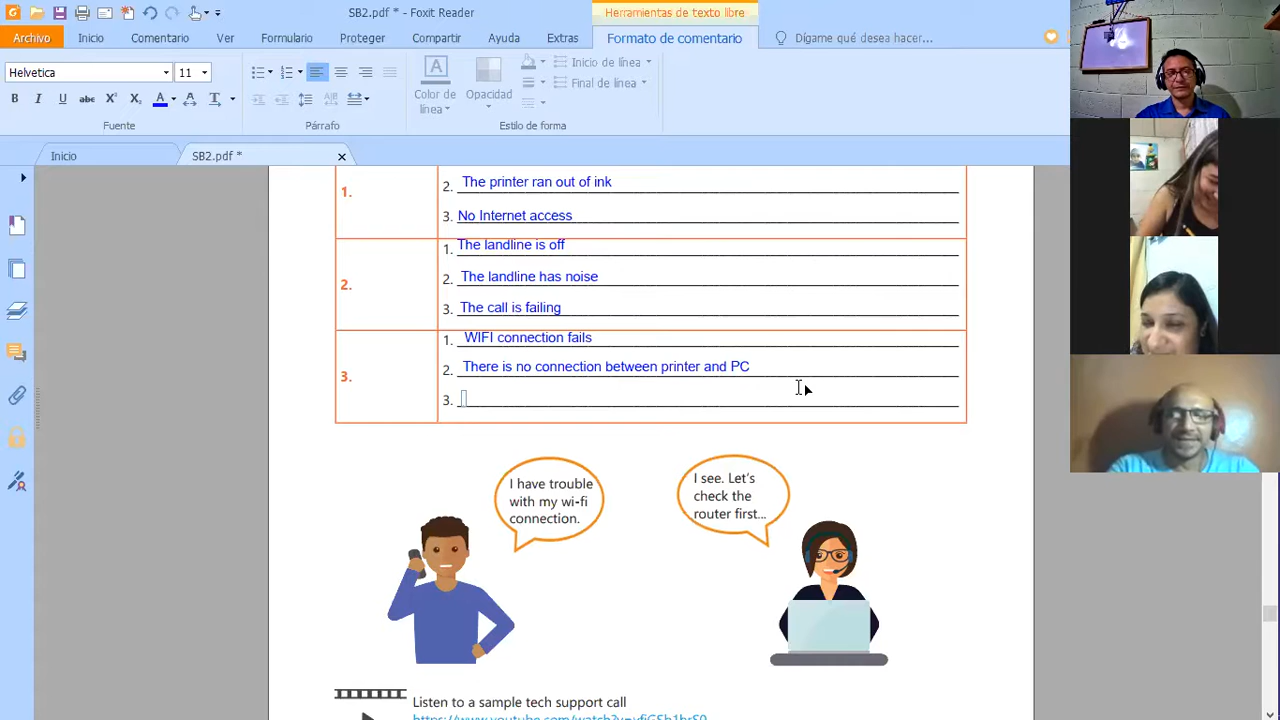 SB2.pdf * - Foxit Reader
Herramientas de texto libre
Archivo
Inicio
Comentario
Ver
Formulario
Proteger
Compartir
Ayuda
Extras
Formato de comentario
Dígame qué desea hacer...
Helvetica
11
Color de
línea
Opacidad
Inicio de línea
Final de línea
Fuente
Párrafo
Estilo de forma
Inicio
SB2.pdf *
1.
2. The printer ran out of ink
3. No Internet access
2.
1. The landline is off
2. The landline has noise
3. The call is failing
3.
1. WIFI connection fails
2. There is no connection between printer and PC
3.
I have trouble
with my wi-fi
connection.
I see. Let's
check the
router first...
Listen to a sample tech support call